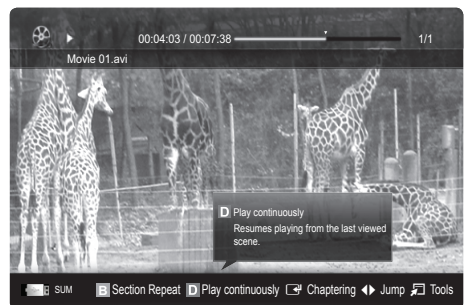 00:04:03 / 00:07:38 1/1
Movie 01.avi
D Play continuously
Resumes playing from the last viewed
scene.
SUM B Section Repeat D Play continuously Chaptering Jump Tools